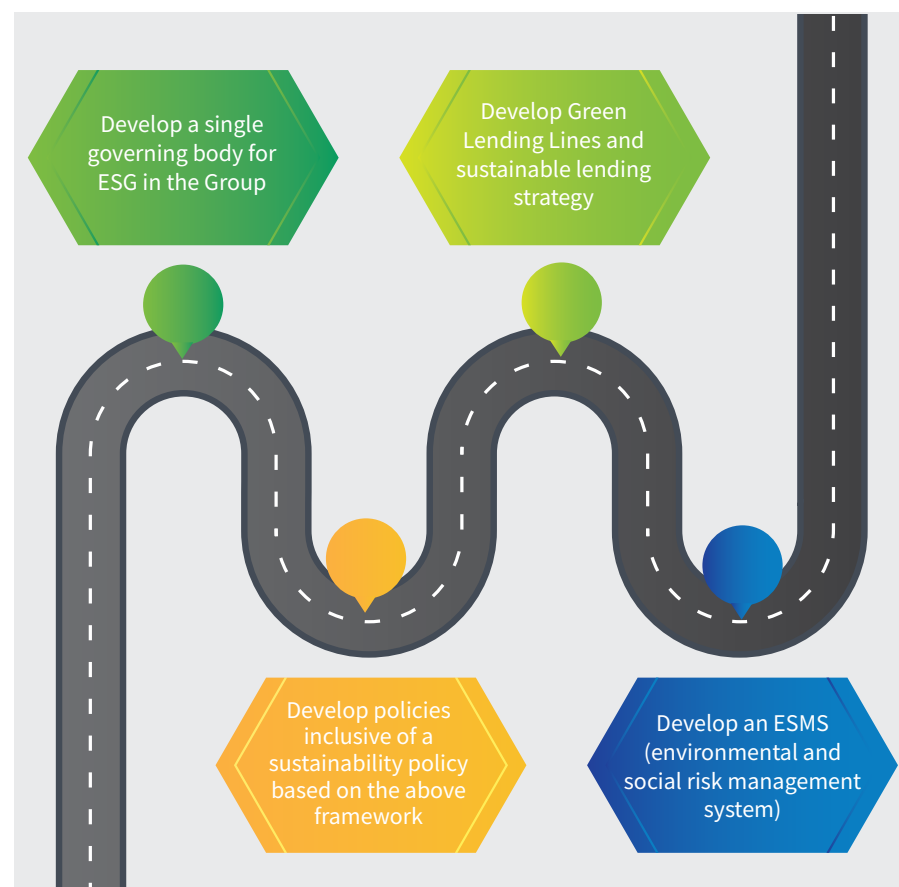 Develop a single
governing body for
ESG in the Group
Develop Green
Lending Lines and
sustainable lending
strategy
Develop policies
inclusive of a
sustainability policy
based on the above
framework
Develop an ESMS
(environmental and
social risk management
system)